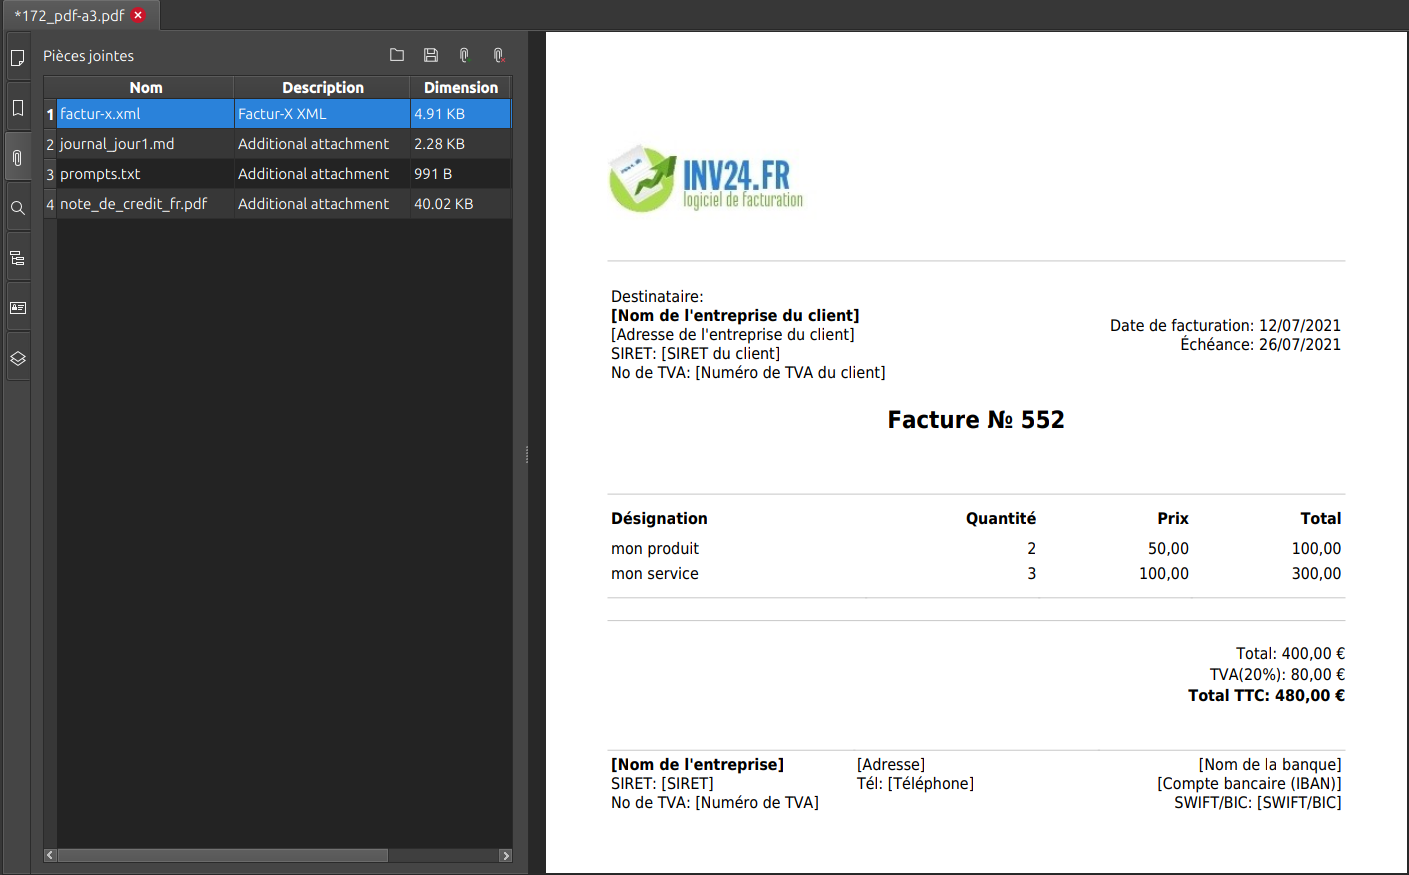 *172_pdf-a3.pdf
Pièces jointes
Nom Description Dimension
1 factur-x.xml Factur-X XML 4.91 KB
2 journal_jour1.md Additional attachment 2.28 KB
3 prompts.txt Additional attachment 991 B
4 note_de_credit_fr.pdf Additional attachment 40.02 KB
INV24.FR
logiciel de facturation
Destinataire:
[Nom de l'entreprise du client]
[Adresse de l'entreprise du client]
SIRET: [SIRET du client]
No de TVA: [Numéro de TVA du client]
Date de facturation: 12/07/2021
Échéance: 26/07/2021
Facture № 552
Désignation Quantité Prix Total
mon produit 2 50,00 100,00
mon service 3 100,00 300,00
Total: 400,00 €
TVA(20%): 80,00 €
Total TTC: 480,00 €
[Nom de l'entreprise]
SIRET: [SIRET]
No de TVA: [Numéro de TVA]
[Adresse]
Tél: [Téléphone]
[Nom de la banque]
[Compte bancaire (IBAN)]
SWIFT/BIC: [SWIFT/BIC]